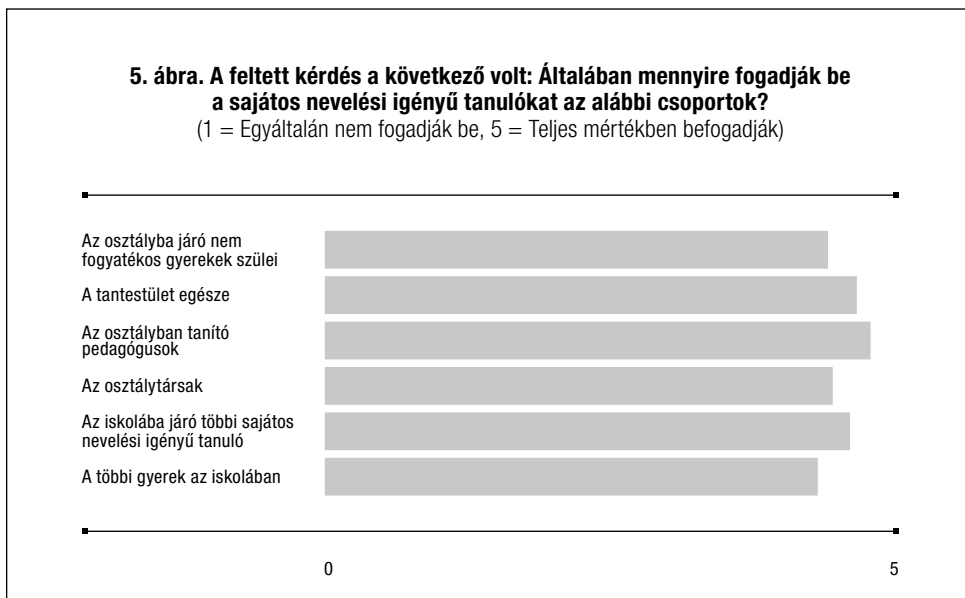 5. ábra. A feltett kérdés a következő volt: Általában mennyire fogadják be
a sajátos nevelési igényű tanulókat az alábbi csoportok?
(1 = Egyáltalán nem fogadják be, 5 = Teljes mértékben befogadják)
Az osztályba járó nem
fogyatékos gyerekek szülei
A tantestület egésze
Az osztályban tanító
pedagógusok
Az osztálytársak
Az iskolába járó többi sajátos
nevelési igényű tanuló
A többi gyerek az iskolában
0 5